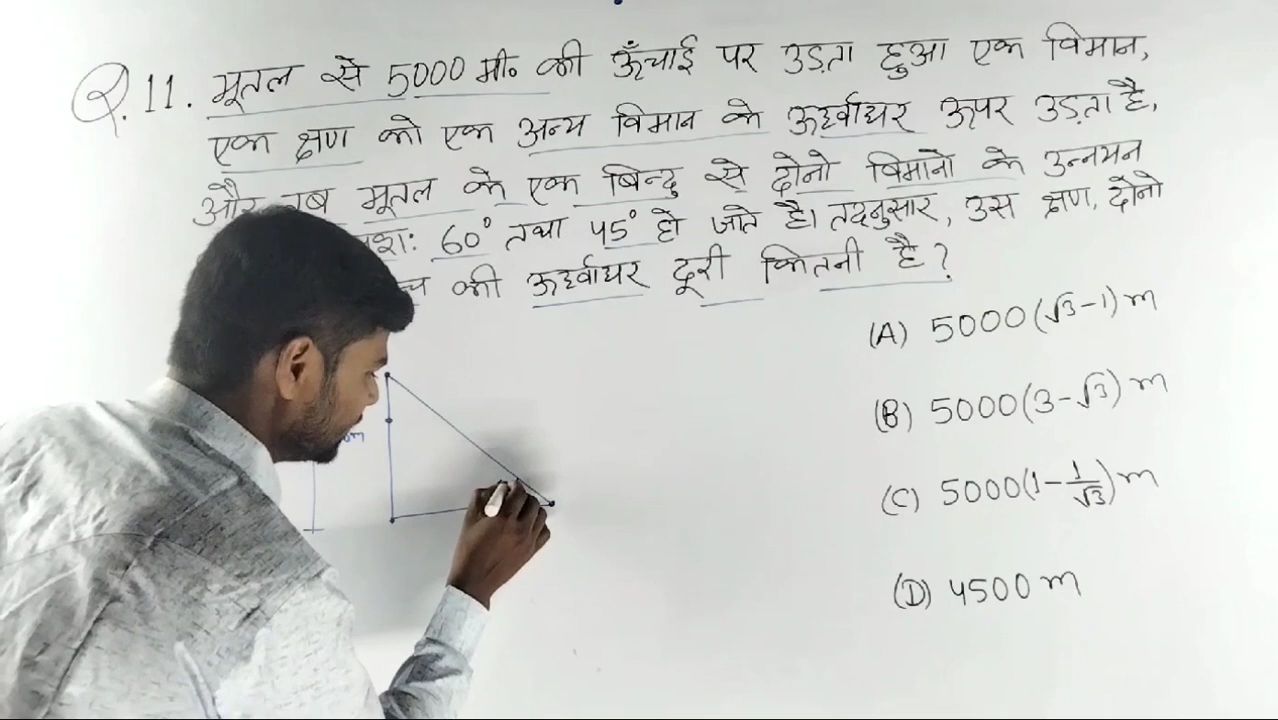 Q.11. भूतल से 5000 मी० की ऊँचाई पर उड़ता हुआ एक विमान,
एक क्षण को एक अन्य विमान के ऊर्ध्वाधर ऊपर उड़ता है,
और भूतल के एक बिन्दु से दोनो विमानो के उन्नयन
60° तथा 45° हो जाते है। तद्नुसार, उस क्षण, दोनो
की ऊर्ध्वाधर दूरी कितनी है?
(A) 5000(√3-1) m
(B) 5000(3-√3) m
(C) 5000(1-1/√3) m
(D) 4500 m